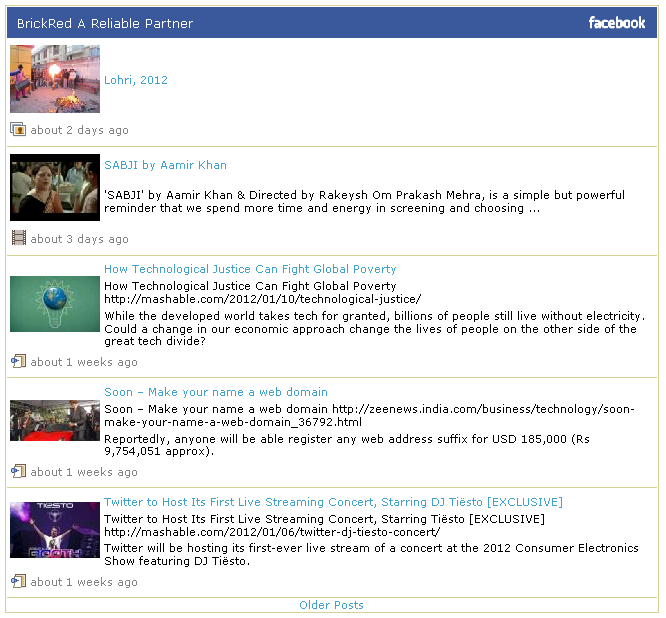 BrickRed A Reliable Partner
facebook
Lohri, 2012
about 2 days ago
SABJI by Aamir Khan
'SABJI' by Aamir Khan & Directed by Rakeysh Om Prakash Mehra, is a simple but powerful
reminder that we spend more time and energy in screening and choosing ...
about 3 days ago
How Technological Justice Can Fight Global Poverty
How Technological Justice Can Fight Global Poverty
http://mashable.com/2012/01/10/technological-justice/
While the developed world takes tech for granted, billions of people still live without electricity.
Could a change in our economic approach change the lives of people on the other side of the
great tech divide?
about 1 weeks ago
Soon – Make your name a web domain
Soon – Make your name a web domain http://zeenews.india.com/business/technology/soon-
make-your-name-a-web-domain_36792.html
Reportedly, anyone will be able register any web address suffix for USD 185,000 (Rs
9,754,051 approx).
about 1 weeks ago
TIËSTO
Twitter to Host Its First Live Streaming Concert, Starring DJ Tiësto [EXCLUSIVE]
Twitter to Host Its First Live Streaming Concert, Starring Tiësto [EXCLUSIVE]
http://mashable.com/2012/01/06/twitter-dj-tiesto-concert/
Twitter will be hosting its first-ever live stream of a concert at the 2012 Consumer Electronics
Show featuring DJ Tiësto.
about 1 weeks ago
Older Posts